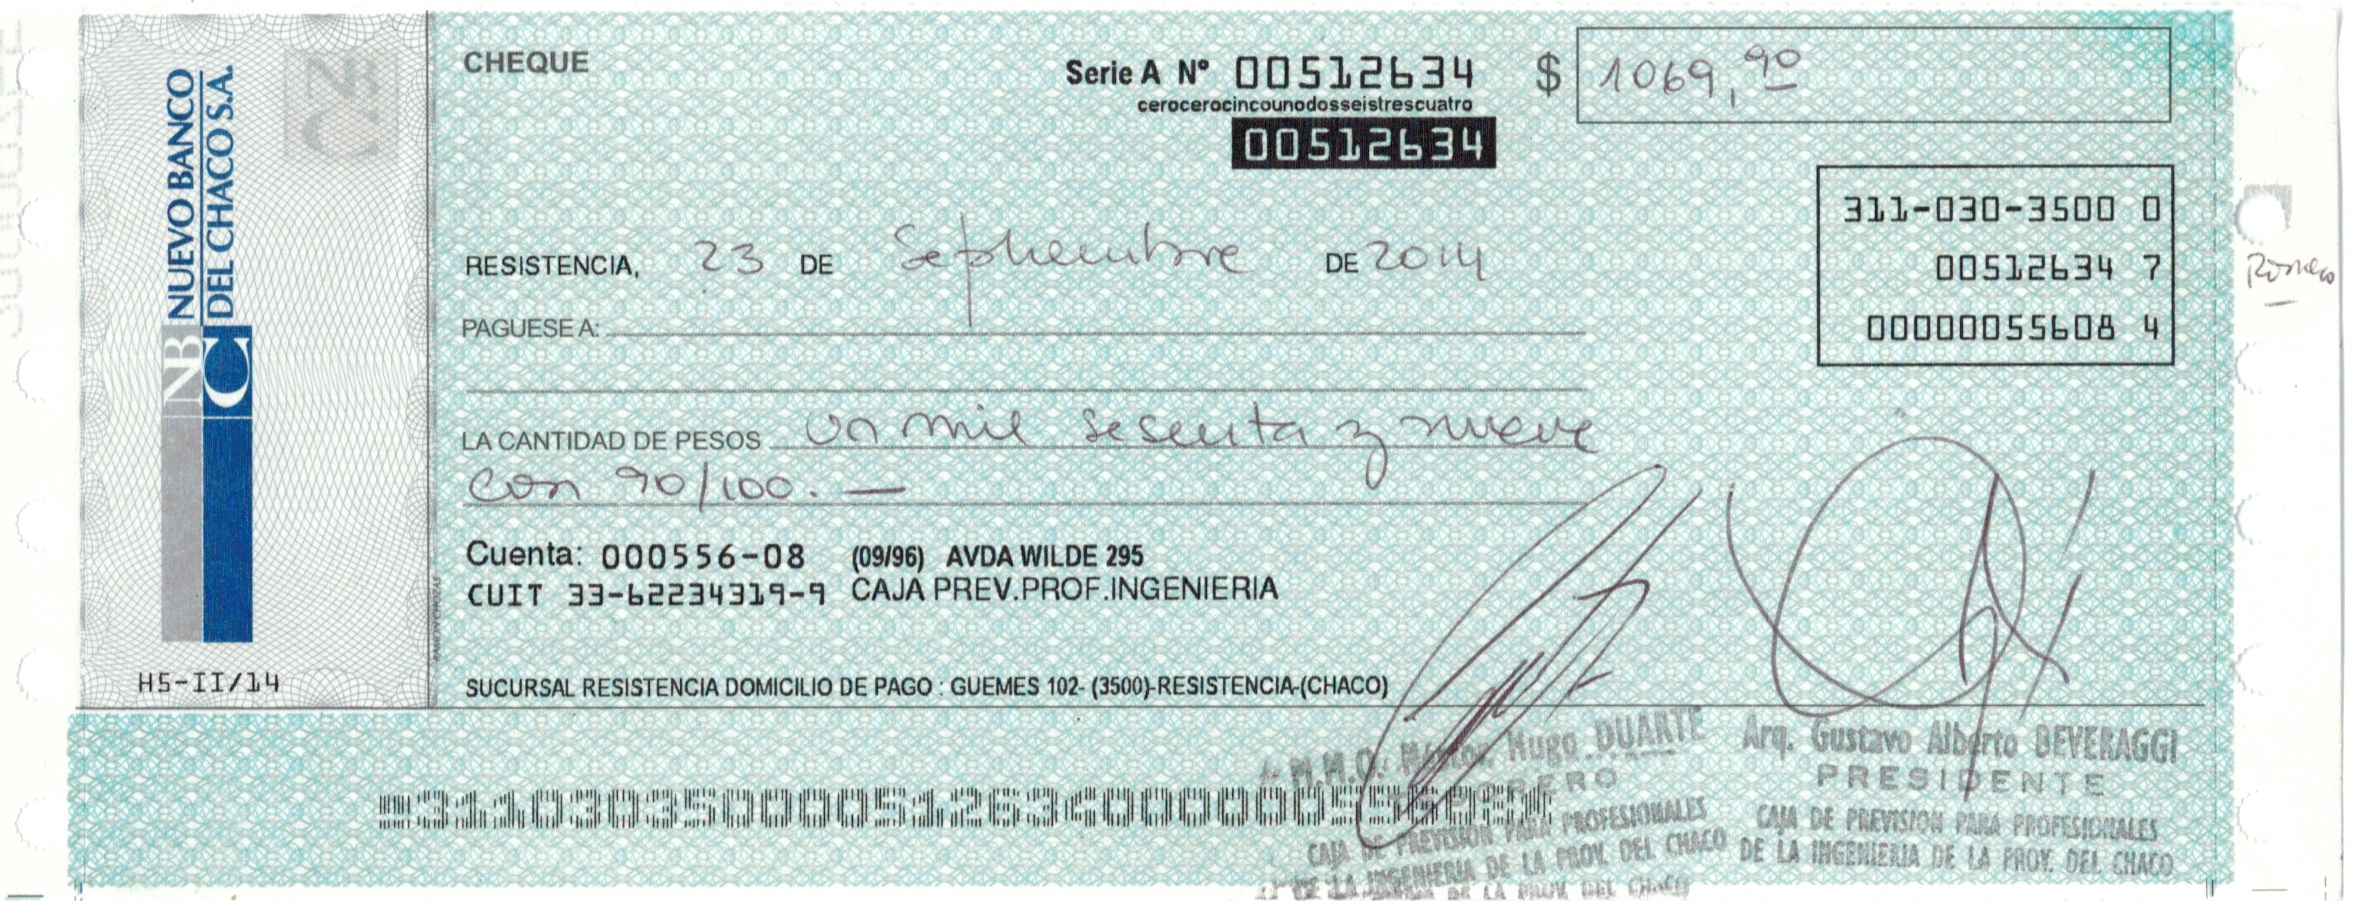 NUEVO BANCO
DEL CHACO S.A.
NB
C
H5-II/14
CHEQUE
Serie A Nº 00512634
cerocerocincounodosseistrescuatro
00512634
$ 1069,90
311-030-3500 0
00512634 7
00000055608 4
RESISTENCIA, 23 DE Septiembre DE 2014
PAGUESE A:
LA CANTIDAD DE PESOS un mil sesenta y nueve
con 90/100.—
Cuenta: 000556-08 (09/96) AVDA WILDE 295
CUIT 33-62234319-9 CAJA PREV.PROF.INGENIERIA
SUCURSAL RESISTENCIA DOMICILIO DE PAGO : GUEMES 102- (3500)-RESISTENCIA-(CHACO)
M.M.O. Hugo DUARTE
CAJA DE PREVISION PARA PROFESIONALES
DE LA INGENIERIA DE LA PROV. DEL CHACO
Arq. Gustavo Alberto BEVERAGGI
PRESIDENTE
CAJA DE PREVISION PARA PROFESIONALES
DE LA INGENIERIA DE LA PROV. DEL CHACO